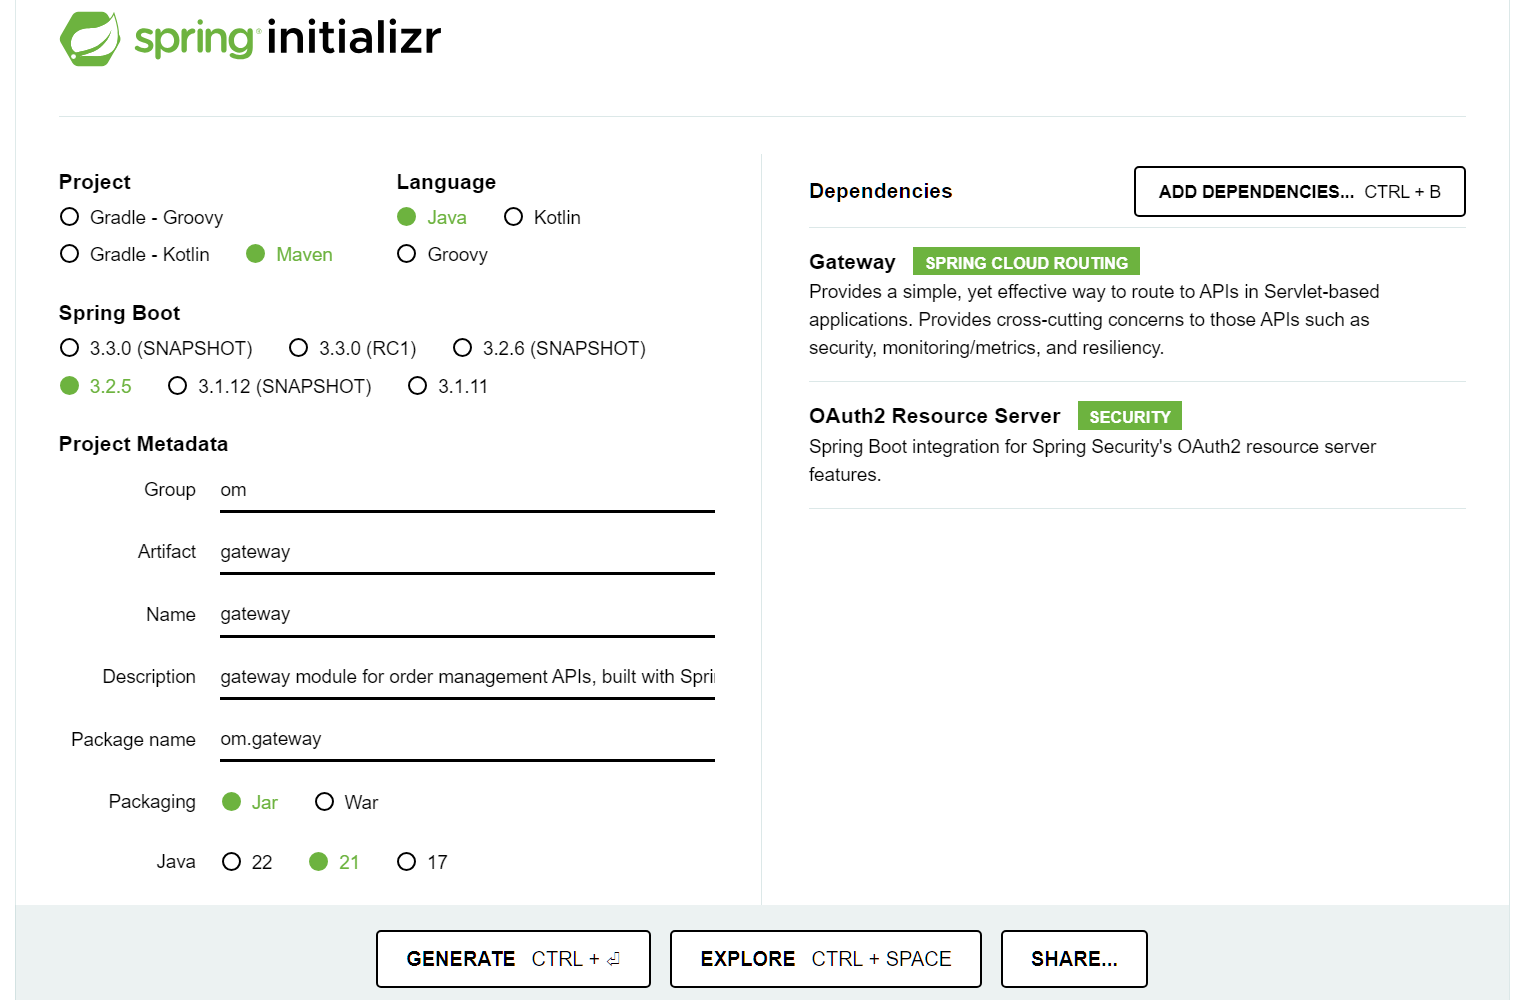 spring initializr
Project
Gradle - Groovy
Gradle - Kotlin Maven
Language
Java Kotlin
Groovy
Spring Boot
3.3.0 (SNAPSHOT) 3.3.0 (RC1) 3.2.6 (SNAPSHOT)
3.2.5 3.1.12 (SNAPSHOT) 3.1.11
Project Metadata
Group om
Artifact gateway
Name gateway
Description gateway module for order management APIs, built with Spri
Package name om.gateway
Packaging Jar War
Java 22 21 17
Dependencies ADD DEPENDENCIES... CTRL + B
Gateway SPRING CLOUD ROUTING
Provides a simple, yet effective way to route to APIs in Servlet-based
applications. Provides cross-cutting concerns to those APIs such as
security, monitoring/metrics, and resiliency.
OAuth2 Resource Server SECURITY
Spring Boot integration for Spring Security's OAuth2 resource server
features.
GENERATE CTRL + ⏎ EXPLORE CTRL + SPACE SHARE...